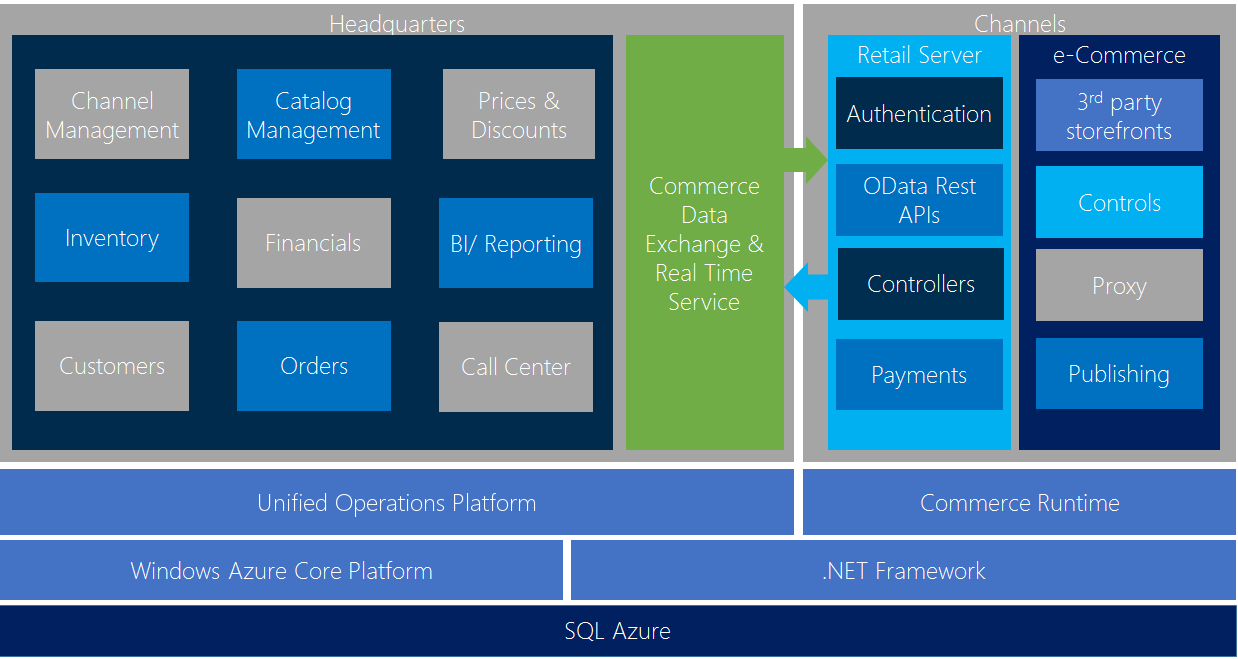 Headquarters
Channel
Management
Catalog
Management
Prices &
Discounts
Inventory
Financials
BI/ Reporting
Customers
Orders
Call Center
Commerce
Data
Exchange &
Real Time
Service
Channels
Retail Server
Authentication
OData Rest
APIs
Controllers
Payments
e-Commerce
3rd party
storefronts
Controls
Proxy
Publishing
Unified Operations Platform
Commerce Runtime
Windows Azure Core Platform
.NET Framework
SQL Azure